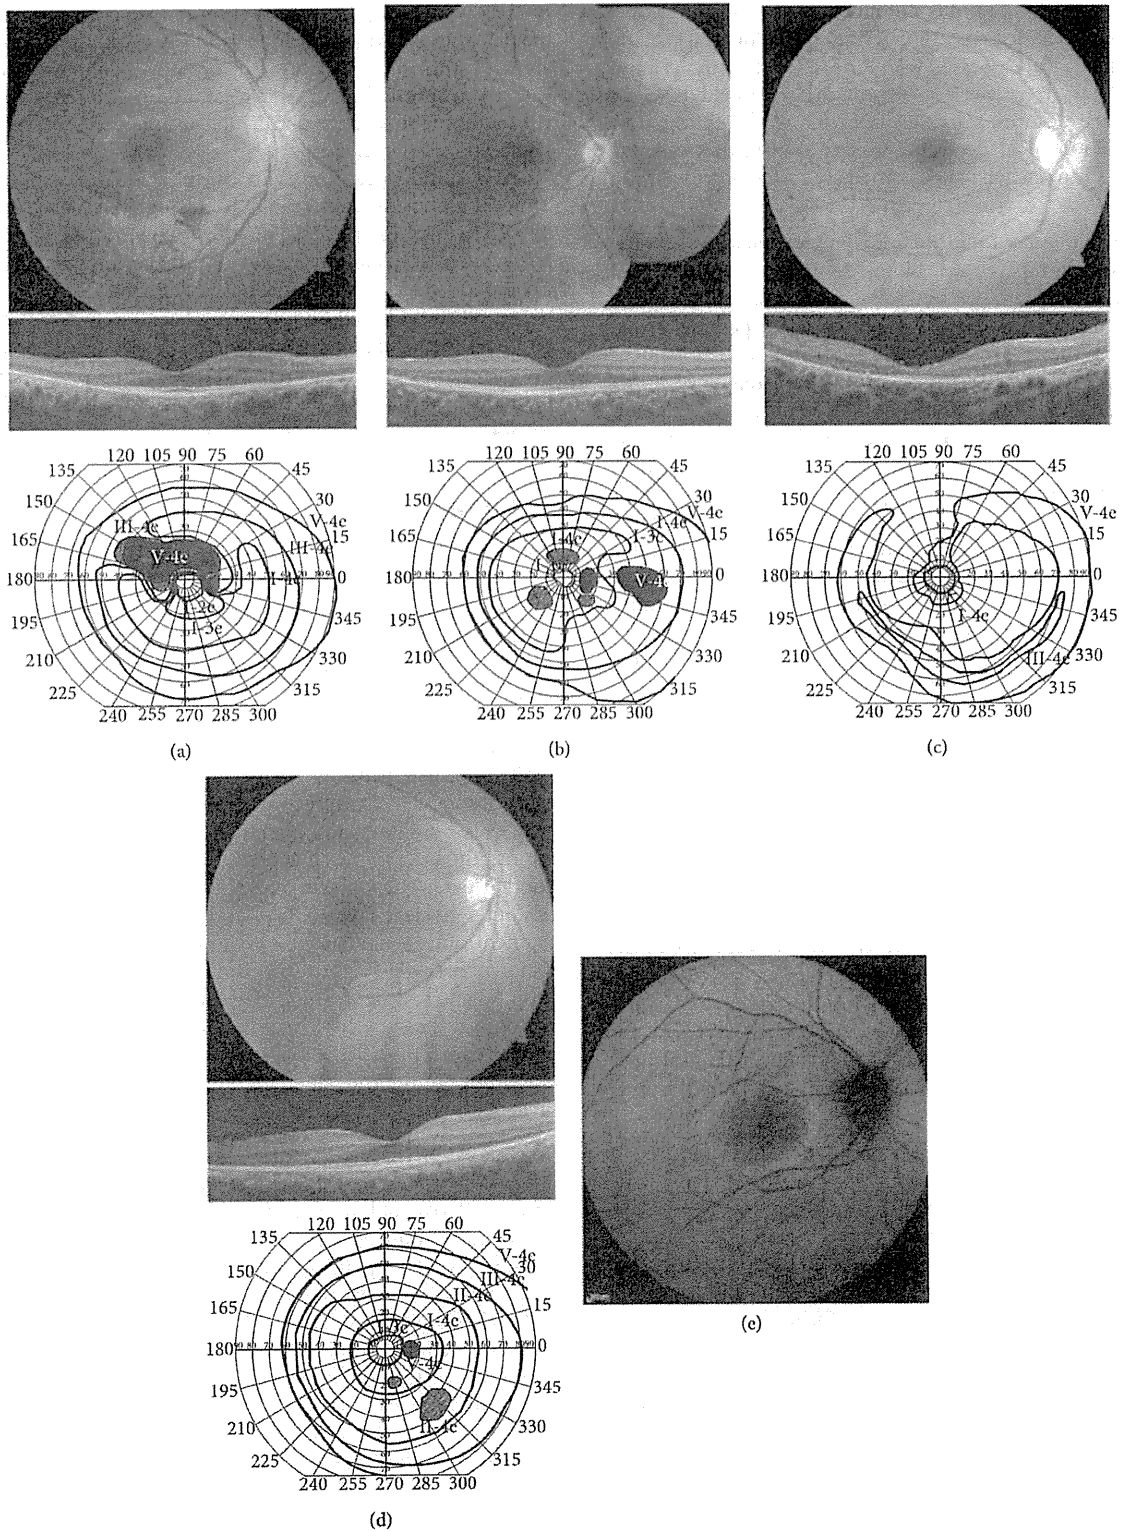 120 105 90 75 60
135 45
150 30
III-4e V-4e
165 15
V-4e III-4e
180 I-4e 0
I-2e
195 345
I-3e
210 330
225 315
240 255 270 285 300
(a)
120 105 90 75 60
135 45
150 30
V-4e
I-4e
165 I-4e I-3e 15
180 V-4 0
195 345
210 330
225 315
240 255 270 285 300
(b)
120 105 90 75 60
135 45
150 30
V-4e
165 15
180 0
195 I-4e 345
210 III-4e 330
225 315
240 255 270 285 300
(c)
120 105 90 75 60
135 45
V-4e
150 III-4e 30
II-4e
165 I-4e 15
180 0
V-4e
195 345
210 II-4e 330
225 315
240 255 270 285 300
(d)
(e)